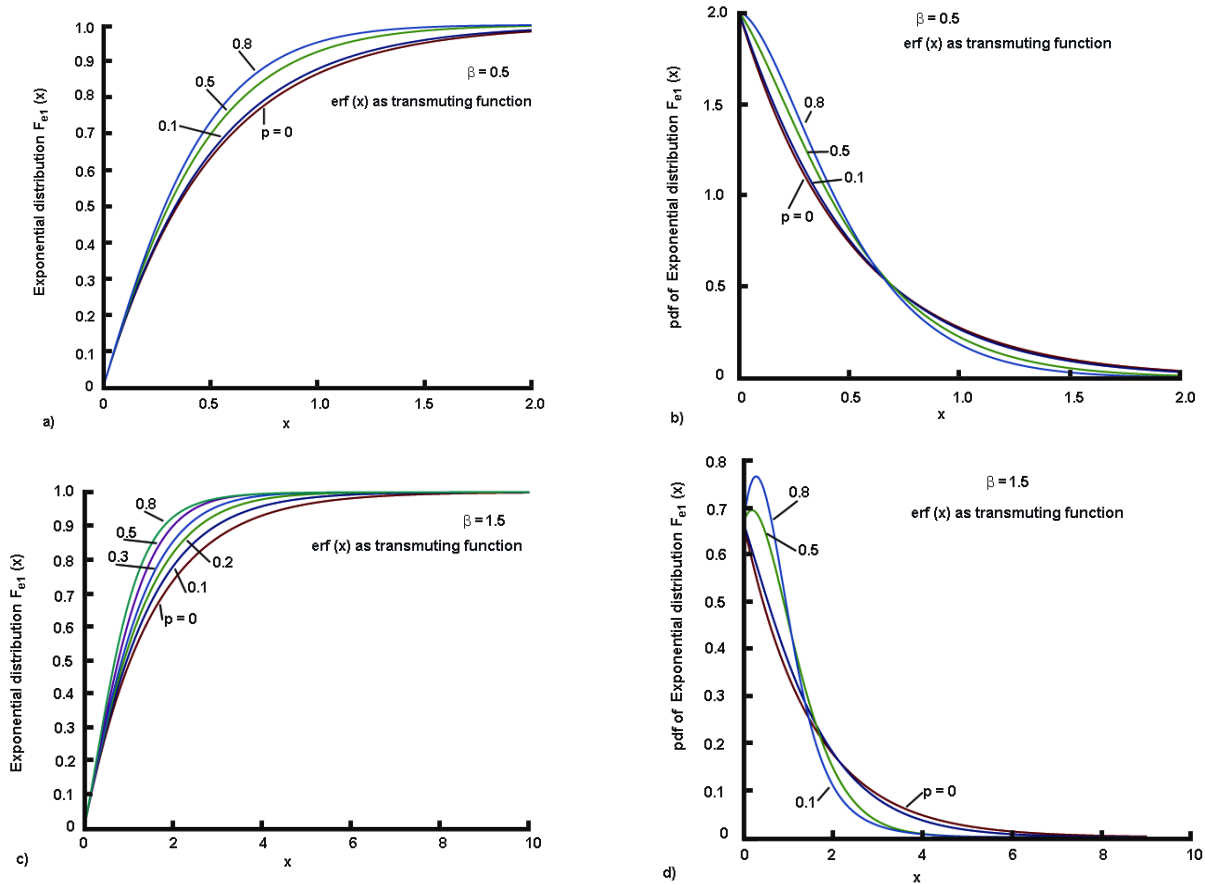 1.0
0.9
0.8
0.7
0.6
0.5
0.4
0.3
0.2
0.1
0
Exponential distribution Fe1 (x)
0.8
0.5
0.1
p = 0
β = 0.5
erf (x) as transmuting function
0 0.5 1.0 1.5 2.0
x
a)
2.0
1.5
1.0
0.5
0
pdf of Exponential distribution Fe1 (x)
β = 0.5
erf (x) as transmuting function
0.8
0.5
0.1
p = 0
0 0.5 1.0 1.5 2.0
x
b)
1.0
0.9
0.8
0.7
0.6
0.5
0.4
0.3
0.2
0.1
0
Exponential distribution Fe1 (x)
0.8
0.5
0.3
0.2
0.1
p = 0
β = 1.5
erf (x) as transmuting function
0 2 4 6 8 10
x
c)
0.8
0.7
0.6
0.5
0.4
0.3
0.2
0.1
0
pdf of Exponential distribution Fe1 (x)
β = 1.5
erf (x) as transmuting function
0.8
0.5
0.1
p = 0
0 2 4 6 8 10
x
d)